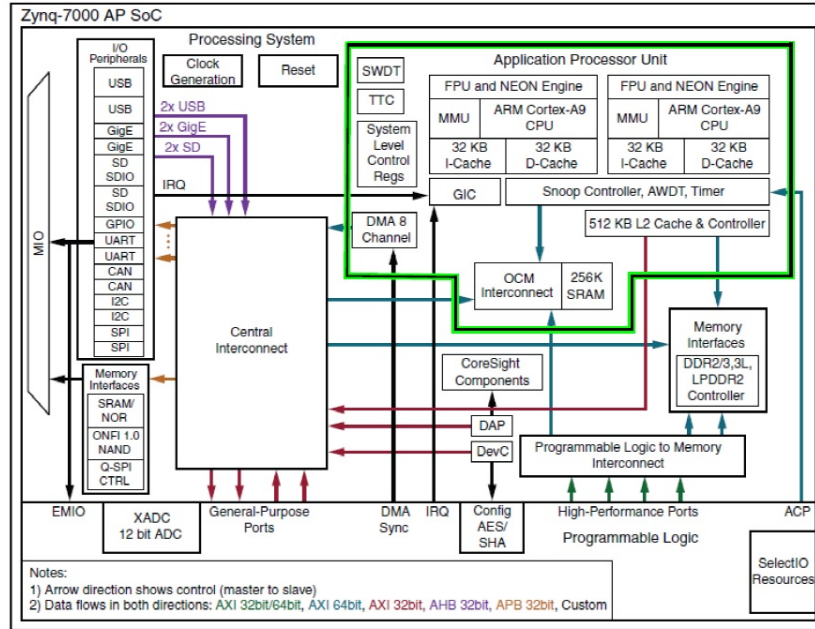 Zynq-7000 AP SoC
Processing System
I/O
Peripherals
USB
USB
GigE
GigE
SD
SDIO
SD
SDIO
GPIO
UART
UART
CAN
CAN
I2C
I2C
SPI
SPI
MIO
Clock
Generation
Reset
2x USB
2x GigE
2x SD
IRQ
Application Processor Unit
SWDT
TTC
System
Level
Control
Regs
FPU and NEON Engine
MMU
ARM Cortex-A9
CPU
32 KB
I-Cache
32 KB
D-Cache
FPU and NEON Engine
MMU
ARM Cortex-A9
CPU
32 KB
I-Cache
32 KB
D-Cache
GIC
Snoop Controller, AWDT, Timer
DMA 8
Channel
512 KB L2 Cache & Controller
OCM
Interconnect
256K
SRAM
Central
Interconnect
Memory
Interfaces
DDR2/3,3L,
LPDDR2
Controller
CoreSight
Components
DAP
DevC
Programmable Logic to Memory
Interconnect
Memory
Interfaces
SRAM/
NOR
ONFI 1.0
NAND
Q-SPI
CTRL
EMIO
XADC
12 bit ADC
General-Purpose
Ports
DMA
Sync
IRQ
Config
AES/
SHA
High-Performance Ports
ACP
Programmable Logic
SelectIO
Resources
Notes:
1) Arrow direction shows control (master to slave)
2) Data flows in both directions: AXI 32bit/64bit, AXI 64bit, AXI 32bit, AHB 32bit, APB 32bit, Custom